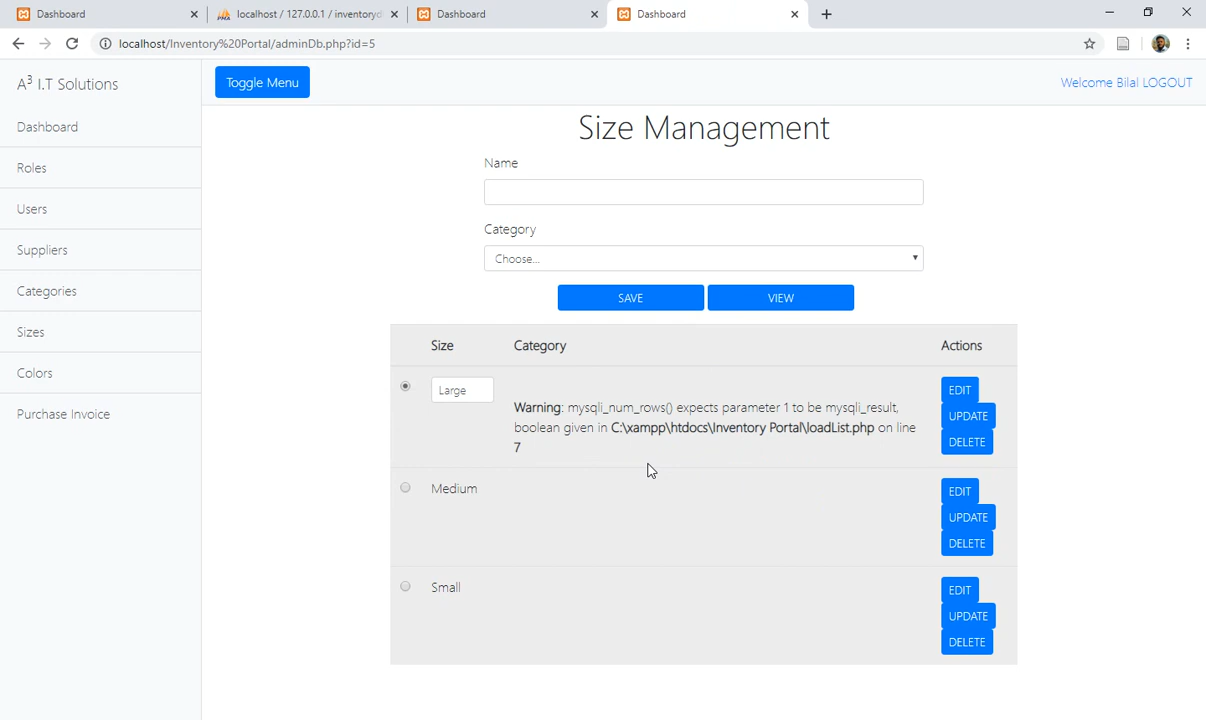 Dashboard
localhost / 127.0.0.1 / inventoryd
Dashboard
Dashboard
localhost/Inventory%20Portal/adminDb.php?id=5
A³ I.T Solutions
Toggle Menu
Welcome Bilal LOGOUT
Dashboard
Roles
Users
Suppliers
Categories
Sizes
Colors
Purchase Invoice
Size Management
Name
Category
Choose...
SAVE
VIEW
Size
Category
Actions
Large
Warning: mysqli_num_rows() expects parameter 1 to be mysqli_result,
boolean given in C:\xampp\htdocs\Inventory Portal\loadList.php on line
7
EDIT
UPDATE
DELETE
Medium
EDIT
UPDATE
DELETE
Small
EDIT
UPDATE
DELETE